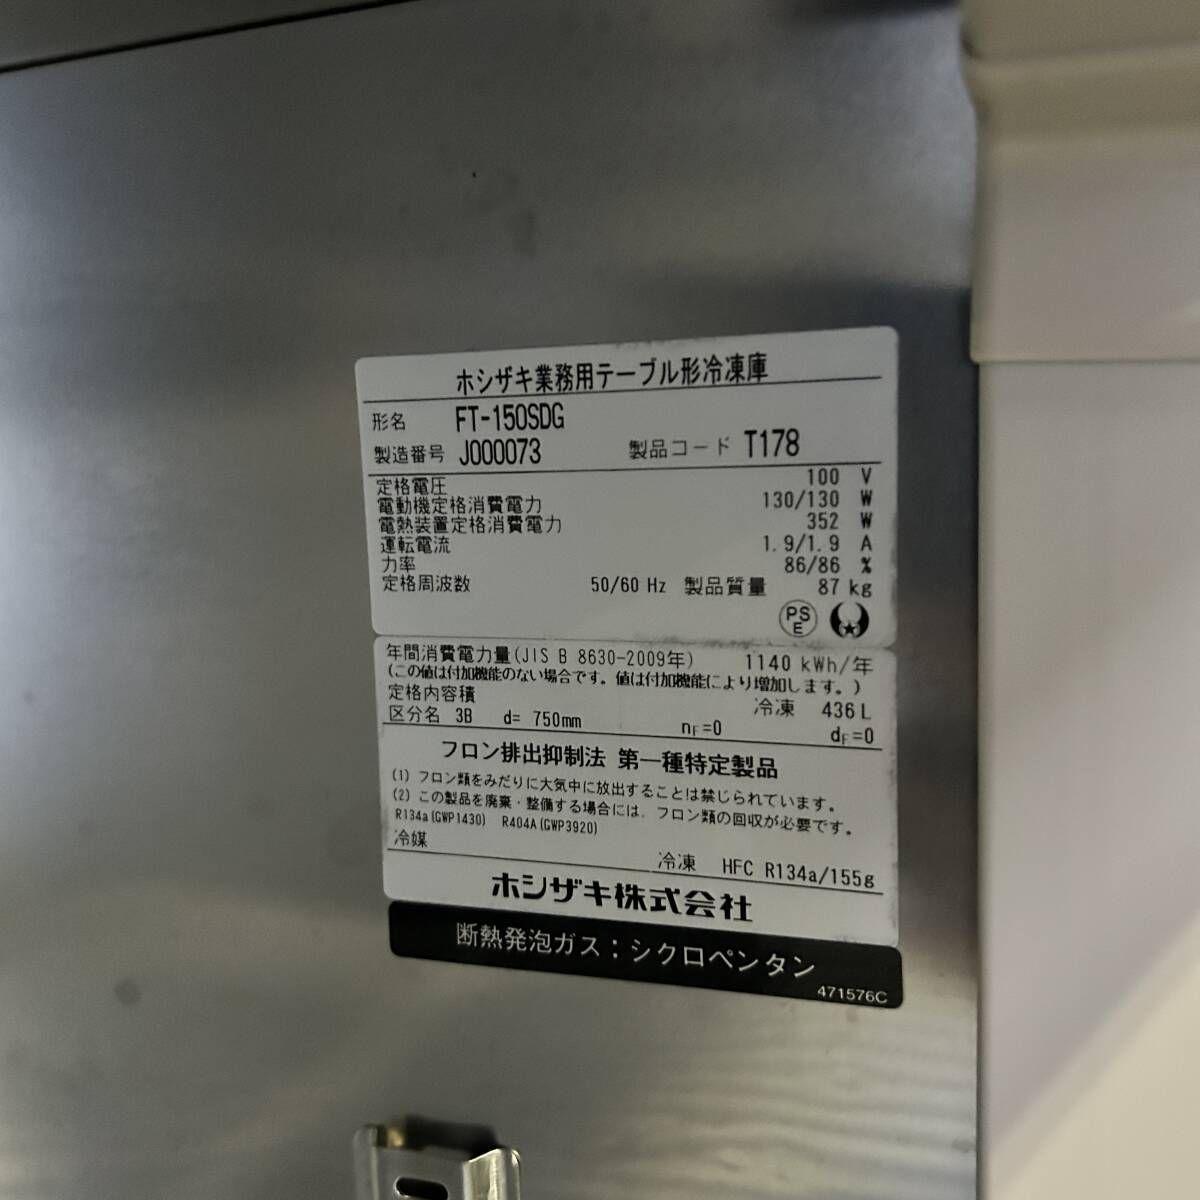 ホシザキ業務用テーブル形冷凍庫
形名 FT-150SDG
製造番号 J000073 製品コード T178
定格電圧 100 V
電動機定格消費電力 130/130 W
電熱装置定格消費電力 352 W
運転電流 1.9/1.9 A
力率 86/86 %
定格周波数 50/60 Hz 製品質量 87 kg
PS
E
年間消費電力量(JIS B 8630-2009年) 1140 kWh/年
(この値は付加機能のない場合です。値は付加機能により増加します。)
定格内容積 冷凍 436L
区分名 3B d= 750mm nF=0 dF=0
フロン排出抑制法 第一種特定製品
(1) フロン類をみだりに大気中に放出することは禁じられています。
(2) この製品を廃棄・整備する場合には、フロン類の回収が必要です。
R134a(GWP1430) R404A(GWP3920)
冷媒
冷凍 HFC R134a/155g
ホシザキ株式会社
断熱発泡ガス：シクロペンタン
471576C